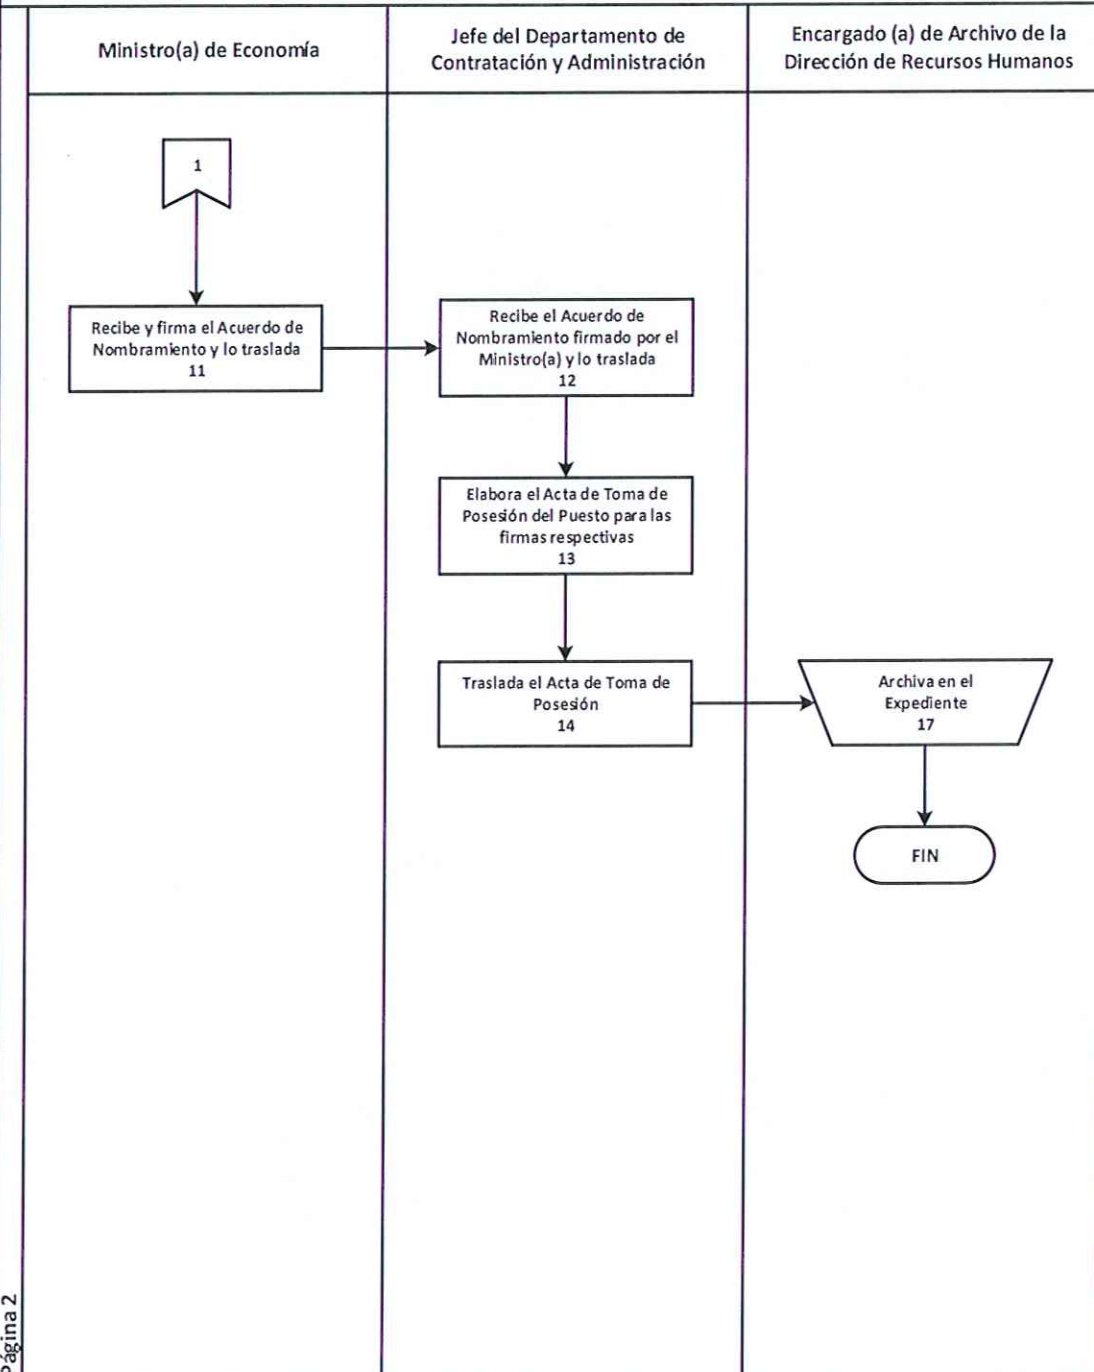 Ministro(a) de Economía
Jefe del Departamento de
Contratación y Administración
Encargado (a) de Archivo de la
Dirección de Recursos Humanos
1
Recibe y firma el Acuerdo de
Nombramiento y lo traslada
11
Recibe el Acuerdo de
Nombramiento firmado por el
Ministro(a) y lo traslada
12
Elabora el Acta de Toma de
Posesión del Puesto para las
firmas respectivas
13
Traslada el Acta de Toma de
Posesión
14
Archiva en el
Expediente
17
FIN
Página 2